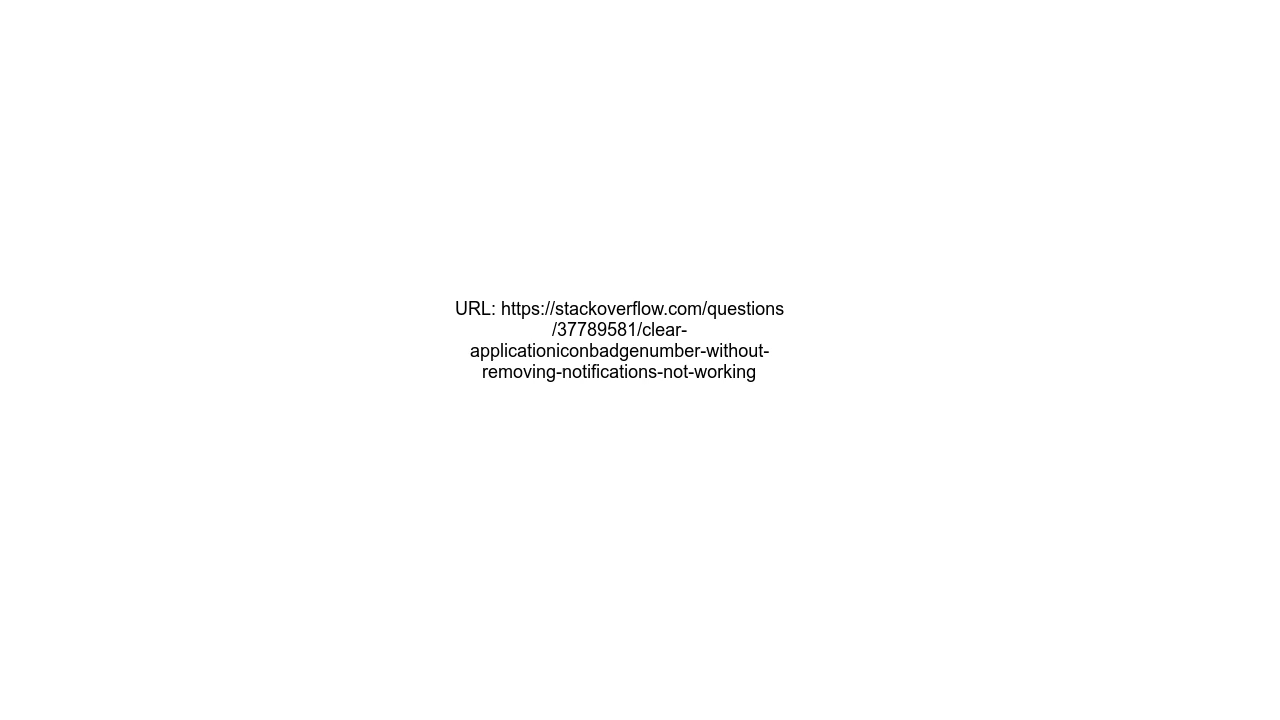 URL: https://stackoverflow.com/questions
/37789581/clear-
applicationiconbadgenumber-without-
removing-notifications-not-working